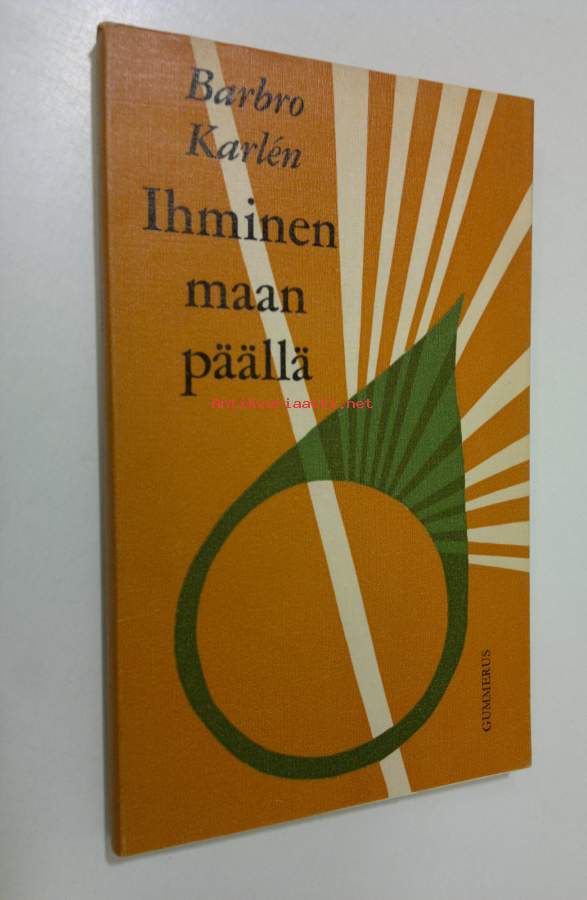 Barbro
Karlén
Ihminen
maan
päällä
Antikvariaatti.net
GUMMERUS